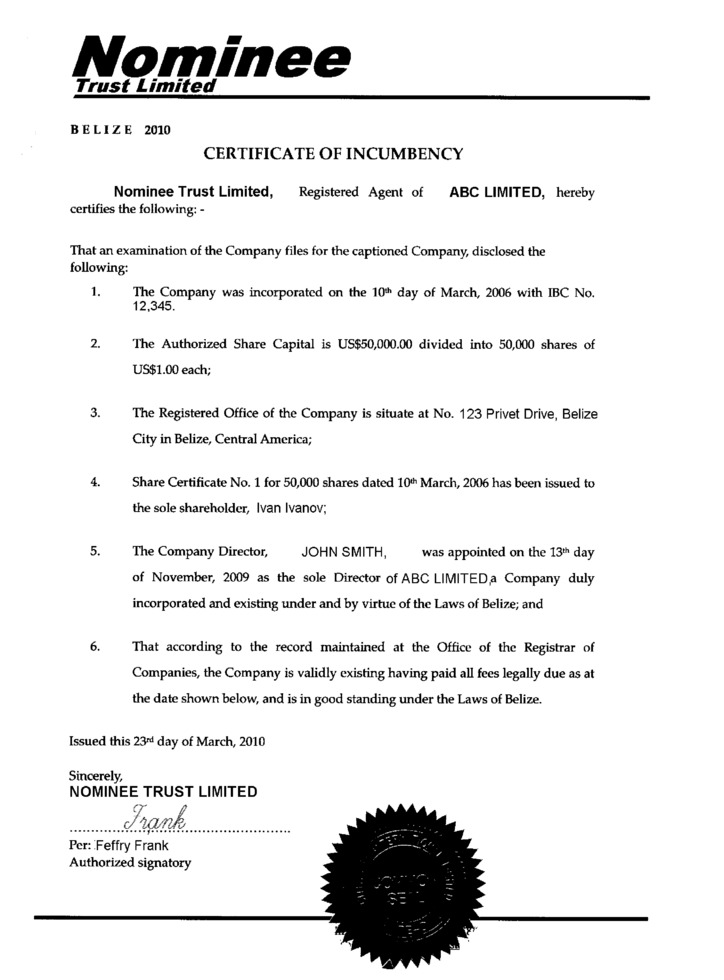 Nominee
Trust Limited
BELIZE 2010
CERTIFICATE OF INCUMBENCY
Nominee Trust Limited, Registered Agent of ABC LIMITED, hereby
certifies the following: -
That an examination of the Company files for the captioned Company, disclosed the
following:
1. The Company was incorporated on the 10th day of March, 2006 with IBC No.
12,345.
2. The Authorized Share Capital is US$50,000.00 divided into 50,000 shares of
US$1.00 each;
3. The Registered Office of the Company is situate at No. 123 Privet Drive, Belize
City in Belize, Central America;
4. Share Certificate No. 1 for 50,000 shares dated 10th March, 2006 has been issued to
the sole shareholder, Ivan Ivanov;
5. The Company Director, JOHN SMITH, was appointed on the 13th day
of November, 2009 as the sole Director of ABC LIMITED,a Company duly
incorporated and existing under and by virtue of the Laws of Belize; and
6. That according to the record maintained at the Office of the Registrar of
Companies, the Company is validly existing having paid all fees legally due as at
the date shown below, and is in good standing under the Laws of Belize.
Issued this 23rd day of March, 2010
Sincerely,
NOMINEE TRUST LIMITED
Frank
Per: Feffry Frank
Authorized signatory
COMMON
SEAL